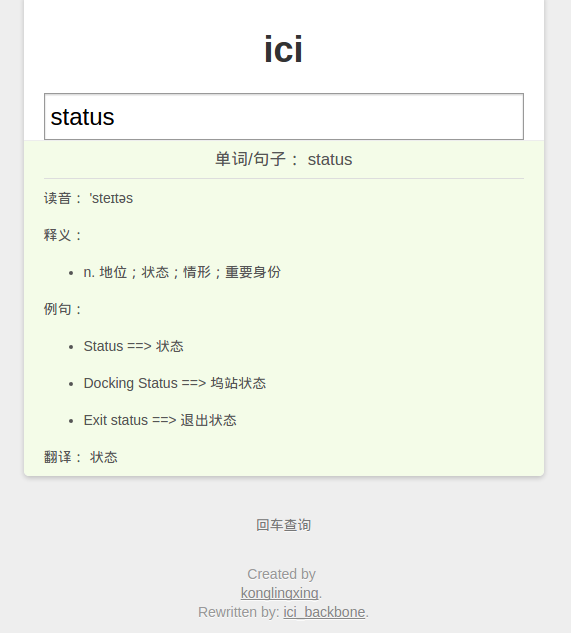 ici
status
单词/句子： status
读音： 'steɪtəs
释义：
n. 地位；状态；情形；重要身份
例句：
Status ==> 状态
Docking Status ==> 坞站状态
Exit status ==> 退出状态
翻译： 状态
回车查询
Created by
konglingxing.
Rewritten by: ici_backbone.